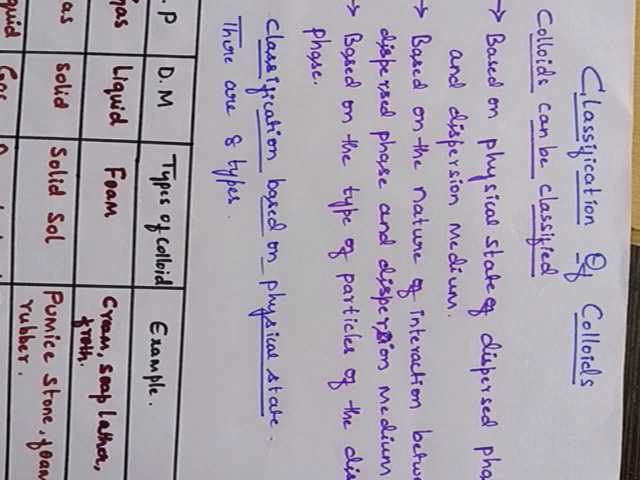 Classification Of Colloids
Colloids can be classified
→ Based on physical state of dispersed pha
and dispersion medium.
→ Based on the nature of interaction betw
dispersed phase and dispersion medium
→ Based on the type of particles of the dis
phase.
Classification based on physical state.
There are 8 types.
.P D.M Types of colloid Example.
gas Liquid Foam Cream, soap lather,
froth.
as solid Solid Sol Pumice stone, foam
rubber.
quid Gas